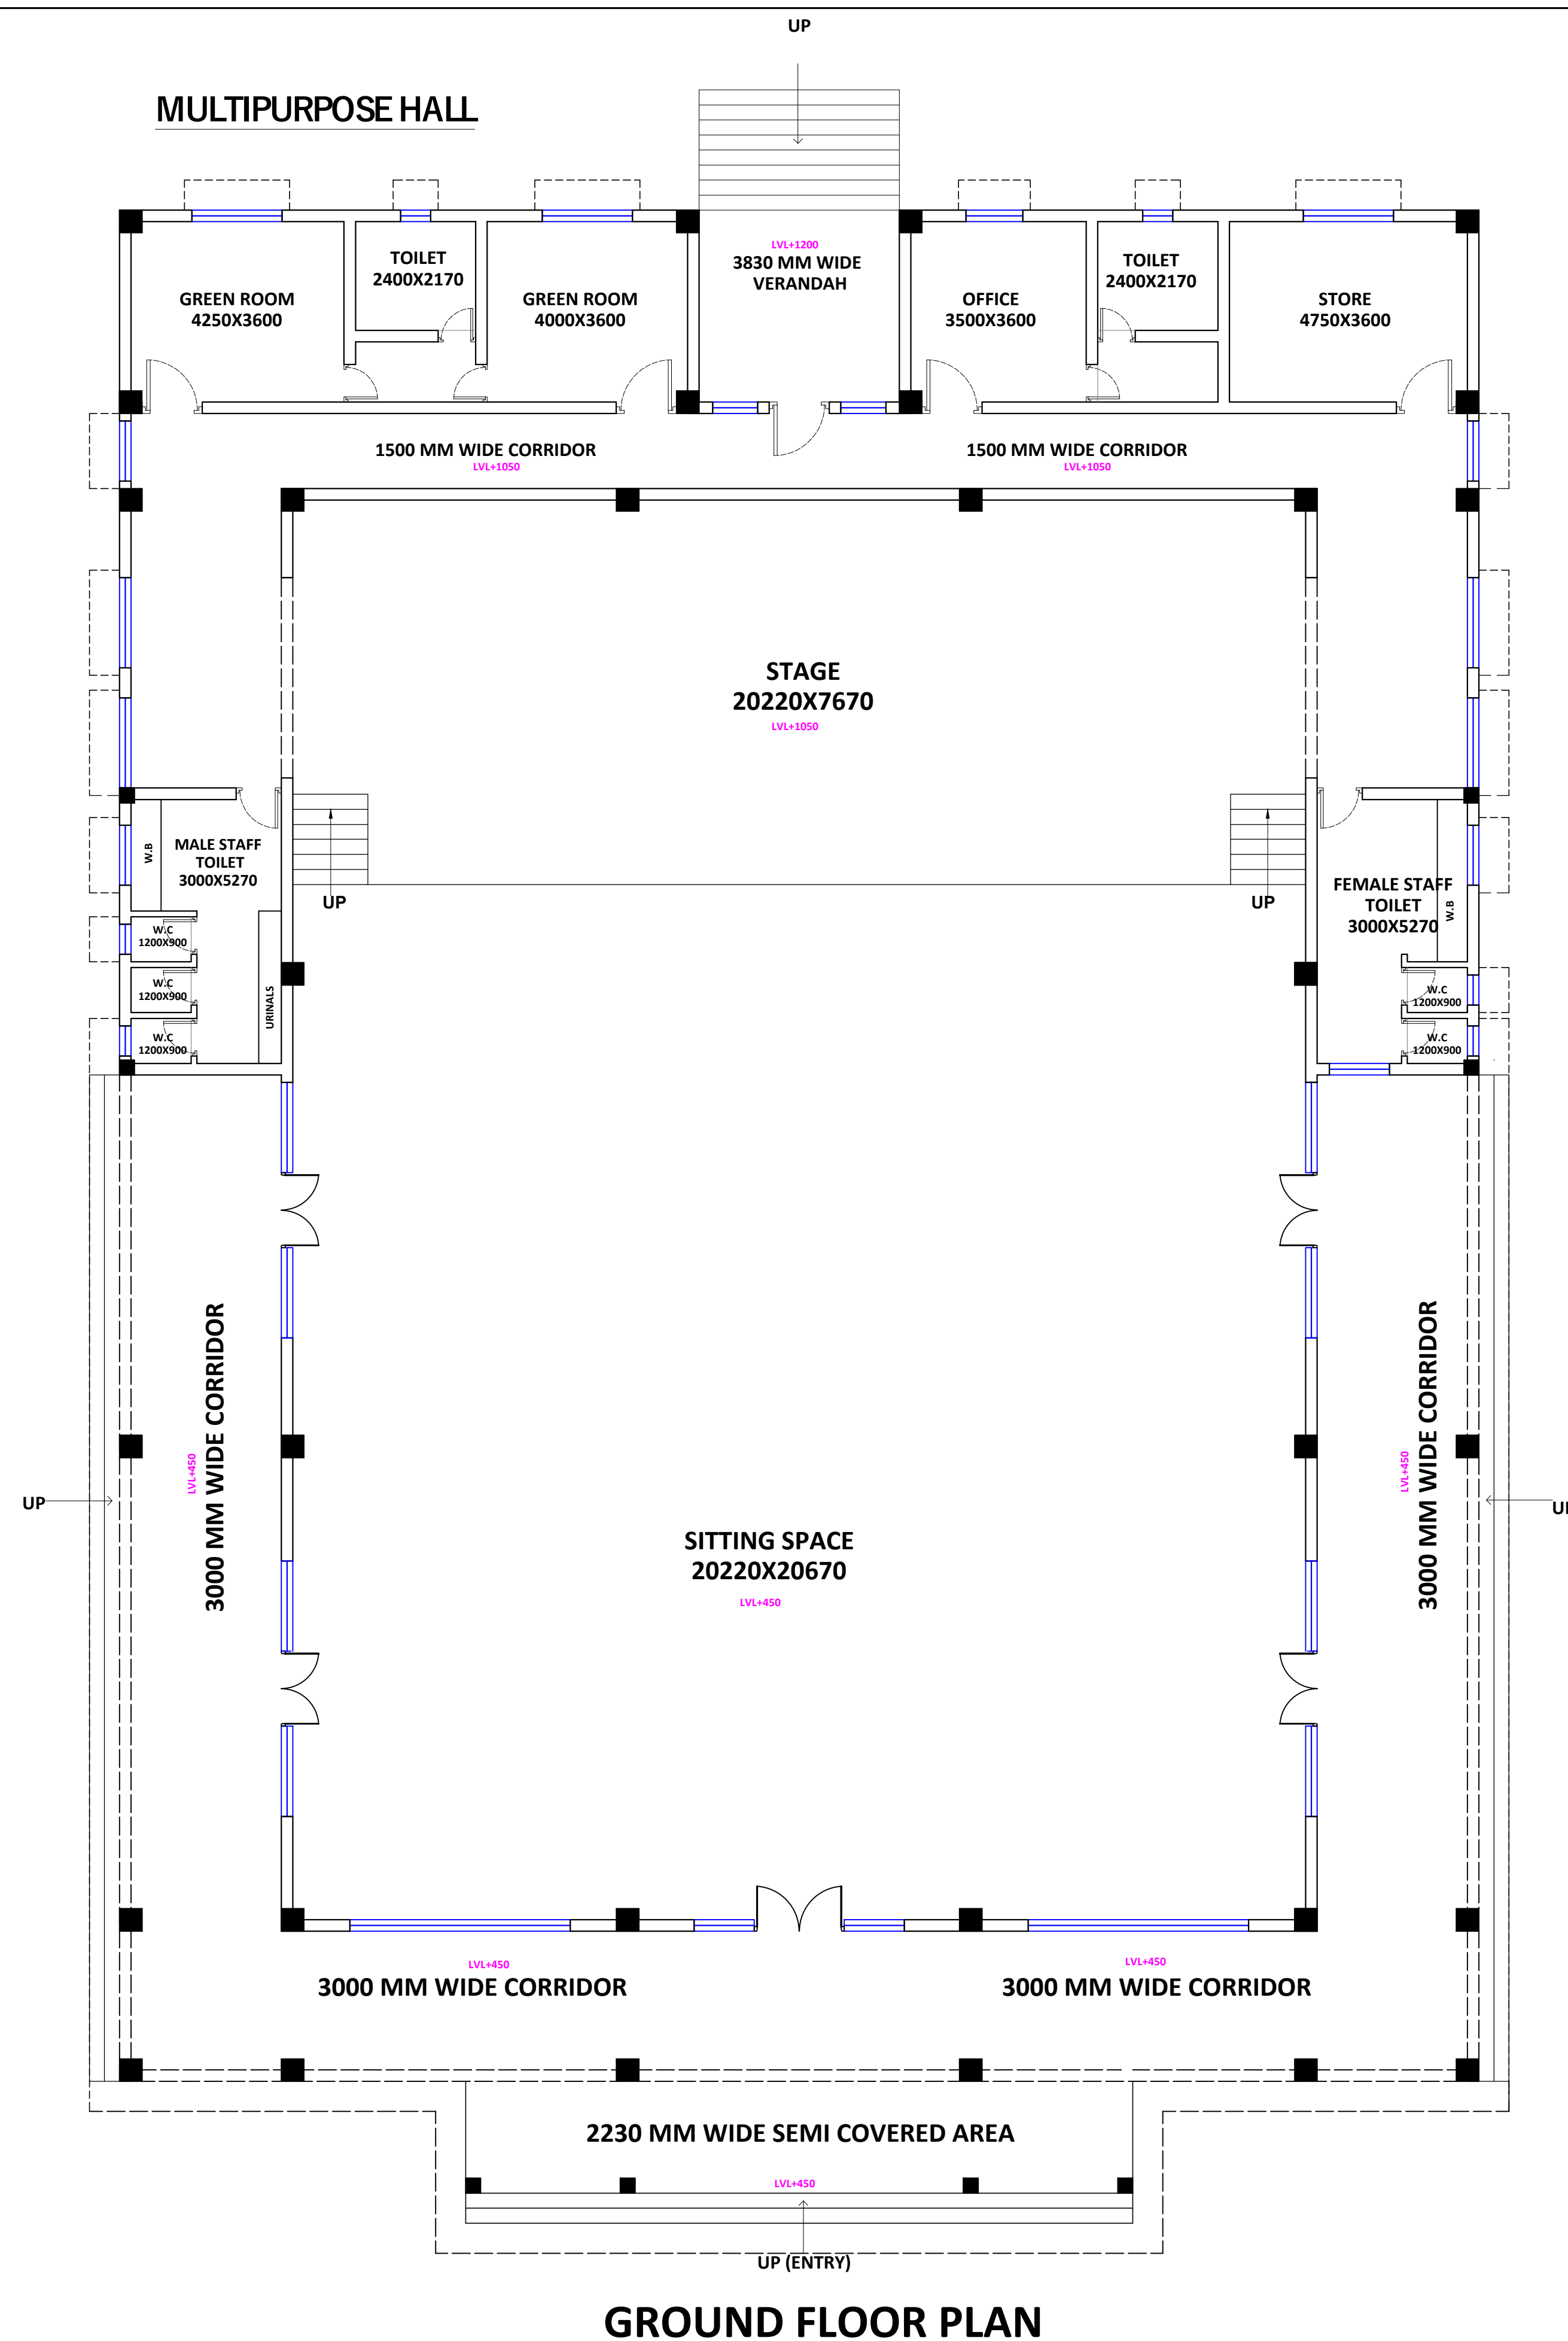 UP
MULTIPURPOSE HALL
LVL+1200
3830 MM WIDE
VERANDAH
TOILET
2400X2170
TOILET
2400X2170
GREEN ROOM
4250X3600
GREEN ROOM
4000X3600
OFFICE
3500X3600
STORE
4750X3600
1500 MM WIDE CORRIDOR
LVL+1050
1500 MM WIDE CORRIDOR
LVL+1050
STAGE
20220X7670
LVL+1050
W.B
MALE STAFF
TOILET
3000X5270
UP
UP
FEMALE STAFF
TOILET
3000X5270
W.B
W.C
1200X900
W.C
1200X900
W.C
1200X900
URINALS
W.C
1200X900
W.C
1200X900
3000 MM WIDE CORRIDOR
LVL+450
3000 MM WIDE CORRIDOR
LVL+450
UP
SITTING SPACE
20220X20670
LVL+450
LVL+450
3000 MM WIDE CORRIDOR
LVL+450
3000 MM WIDE CORRIDOR
2230 MM WIDE SEMI COVERED AREA
LVL+450
UP (ENTRY)
GROUND FLOOR PLAN